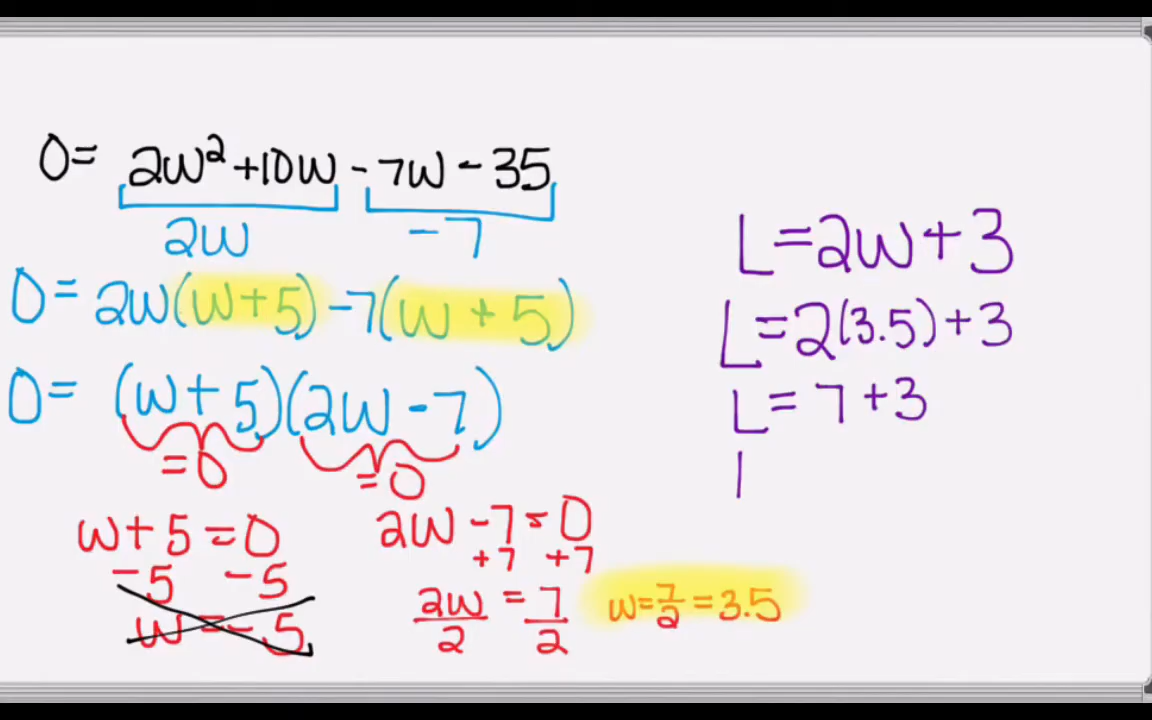 0= 2w²+10w - 7w - 35
2w -7
0= 2w(w+5) -7(w+5)
0= (w+5)(2w-7)
=0 =0
w+5=0
-5 -5
w=-5
2w-7=0
+7 +7
2w = 7
2 2
w=7/2=3.5
L=2w+3
L=2(3.5)+3
L= 7+3
l